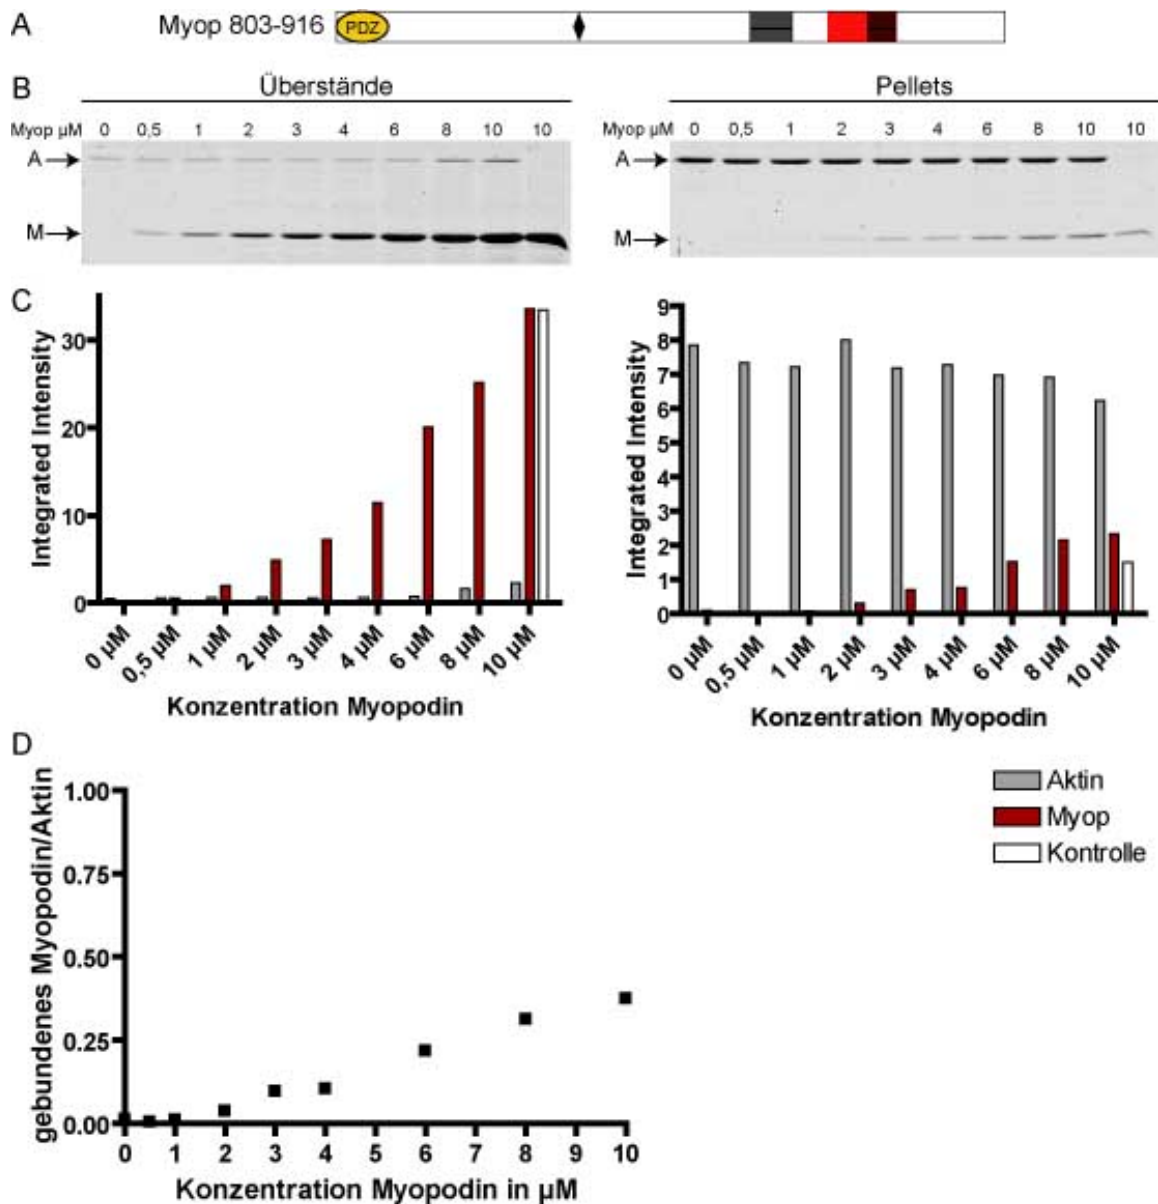 A
Myop 803-916
PDZ
B
Überstände
Myop µM 0 0,5 1 2 3 4 6 8 10 10
A
M
Pellets
Myop µM 0 0,5 1 2 3 4 6 8 10 10
A
M
C
Integrated Intensity
30
20
10
0
0 µM 0,5 µM 1 µM 2 µM 3 µM 4 µM 6 µM 8 µM 10 µM
Konzentration Myopodin
Integrated Intensity
9
8
7
6
5
4
3
2
1
0
0 µM 0,5 µM 1 µM 2 µM 3 µM 4 µM 6 µM 8 µM 10 µM
Konzentration Myopodin
D
gebundenes Myopodin/Aktin
1.00
0.75
0.50
0.25
0.00
0 1 2 3 4 5 6 7 8 9 10
Konzentration Myopodin in µM
Aktin
Myop
Kontrolle